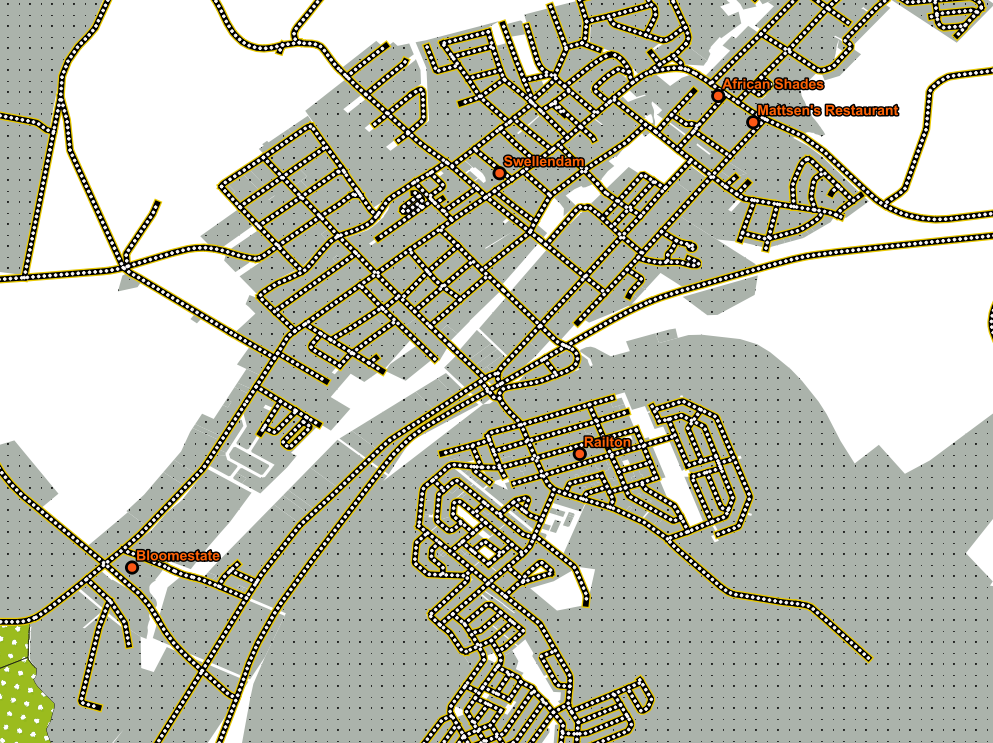 African Shades
Mattsen's Restaurant
Swellendam
Railton
Bloomestate